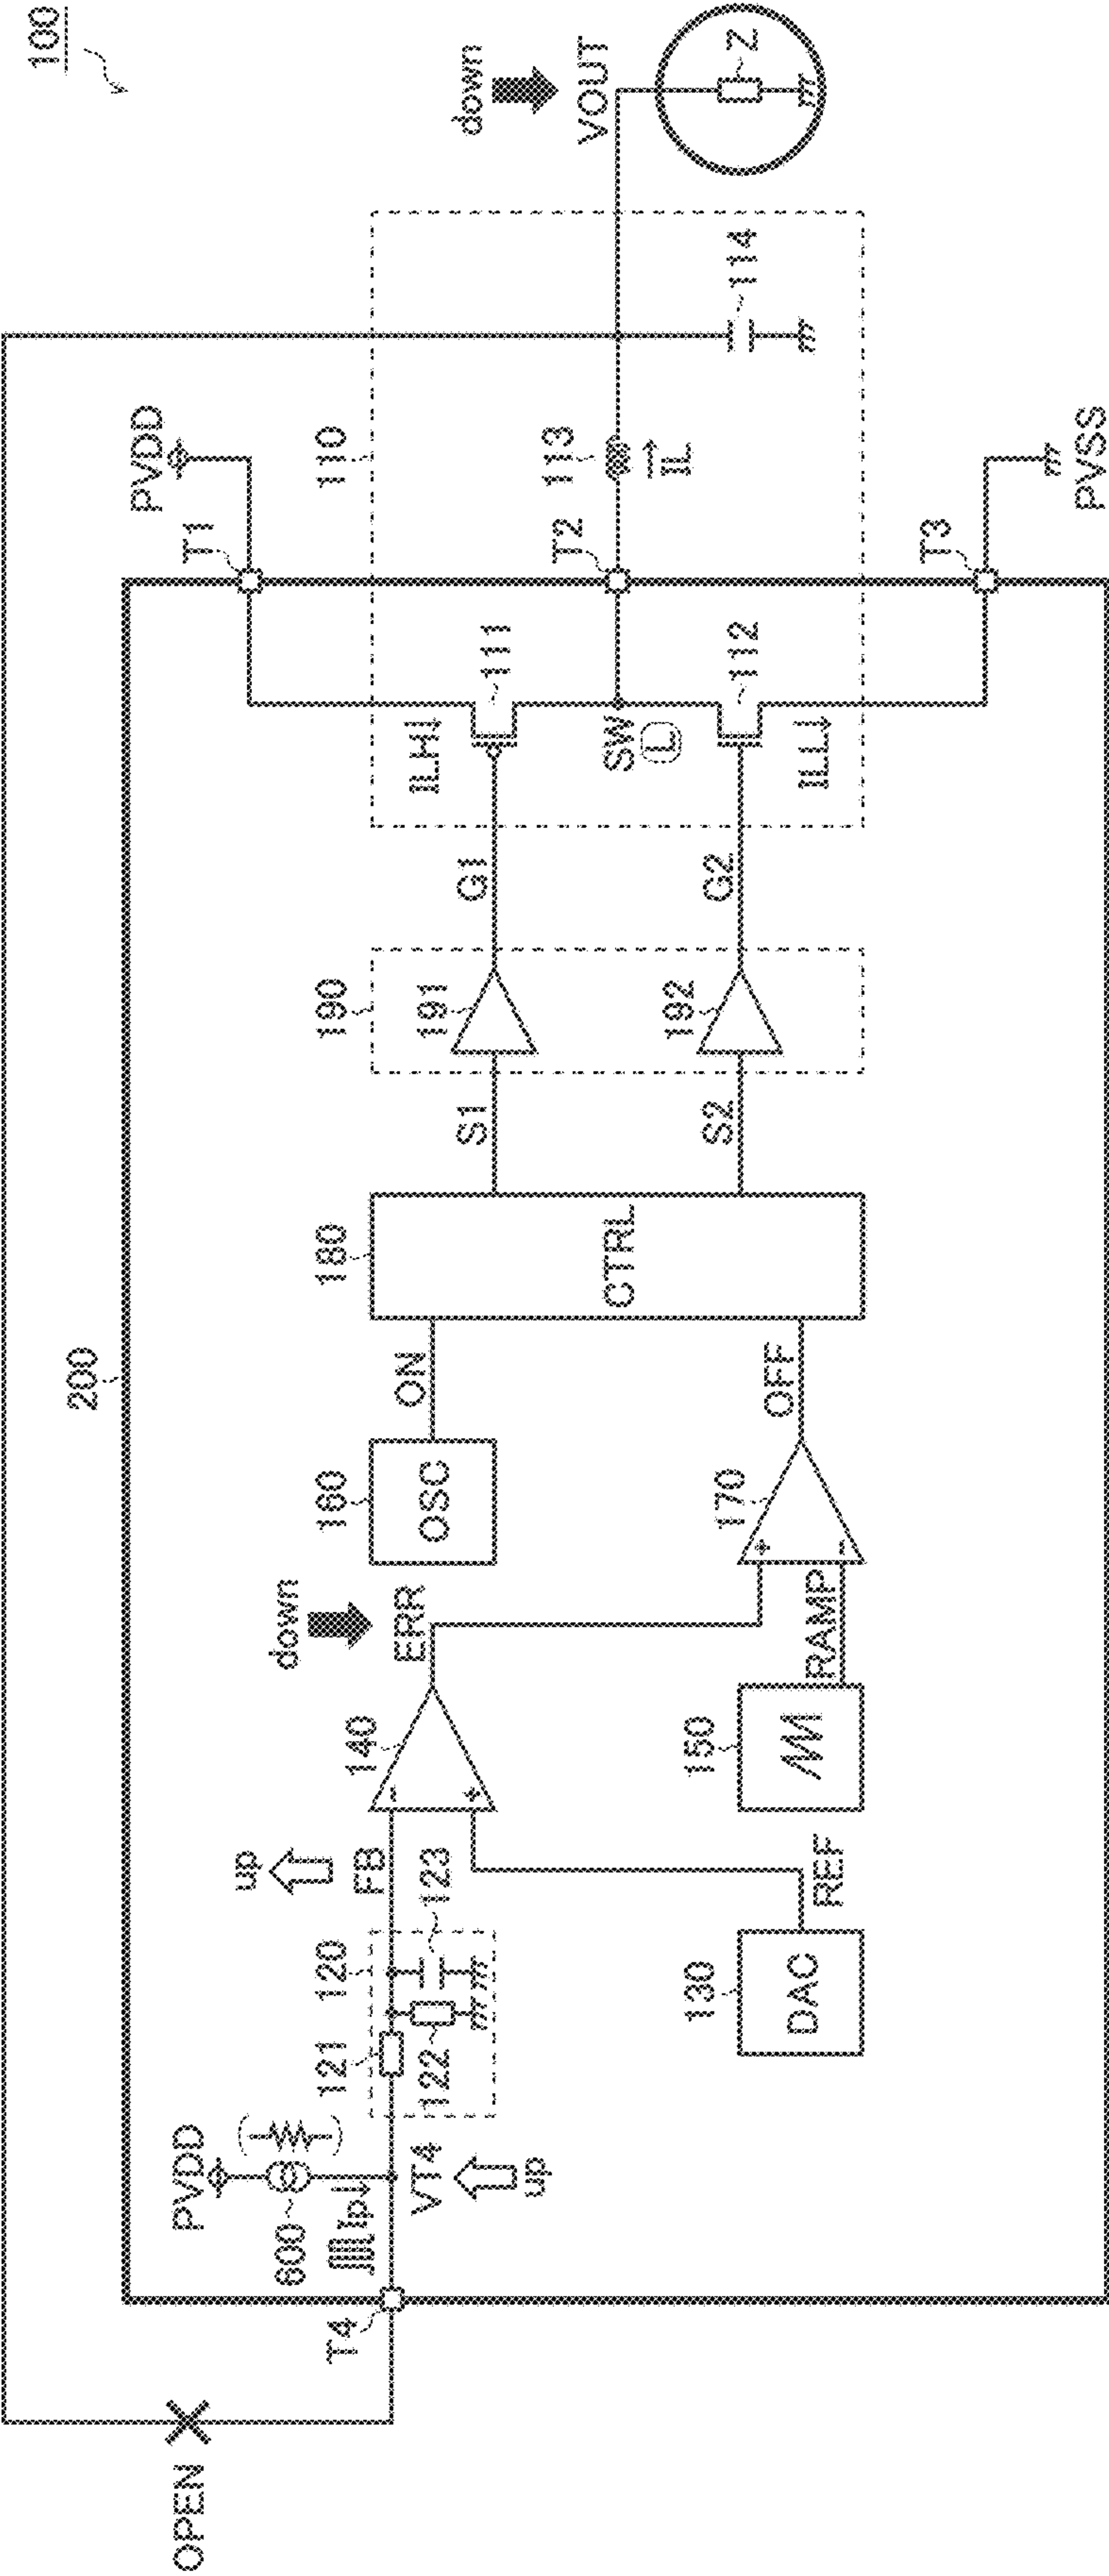 100
200
PVDD
OPEN
PVDD
T1
up
600
down
T4
Ip
120
121
160
180
190
110
up
FB
140
VT4
ERR
ON
ILH
122
123
OSC
191
S1
G1
111
down
up
113
T2
VOUT
CTRL
SW
L
IL
130
150
192
112
114
Z
170
S2
G2
DAC
REF
RAMP
OFF
ILL
T3
PVSS